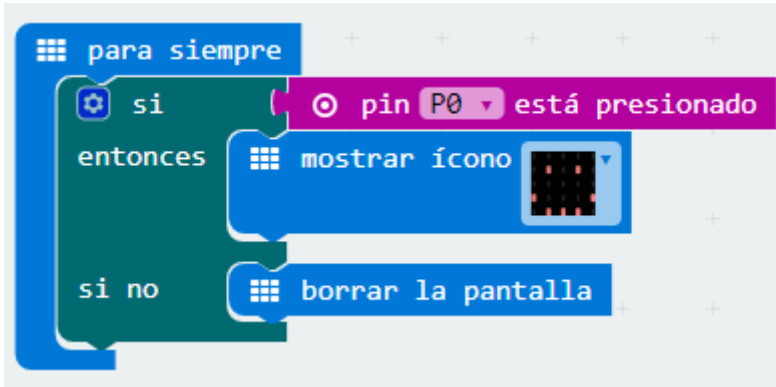 para siempre
si pin P0 está presionado
entonces mostrar ícono
si no borrar la pantalla